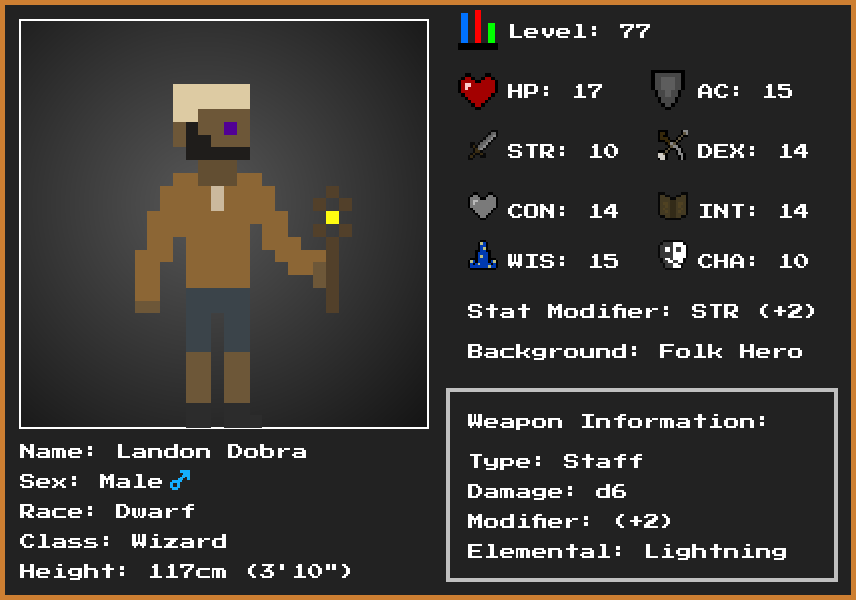 Level: 77
HP: 17
AC: 15
STR: 10
DEX: 14
CON: 14
INT: 14
WIS: 15
CHA: 10
Stat Modifier: STR (+2)
Background: Folk Hero
Weapon Information:
Type: Staff
Damage: d6
Modifier: (+2)
Elemental: Lightning
Name: Landon Dobra
Sex: Male♂
Race: Dwarf
Class: Wizard
Height: 117cm (3'10")